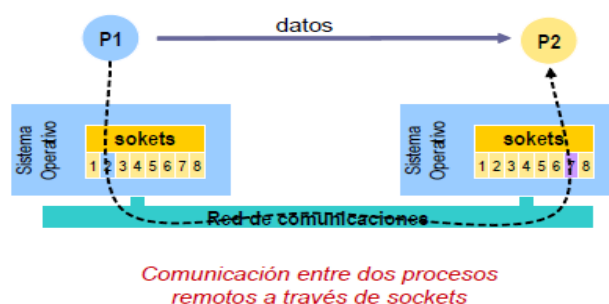 datos
P1
P2
Sistema
Operativo
sokets
1 2 3 4 5 6 7 8
Sistema
Operativo
sokets
1 2 3 4 5 6 7 8
Red de comunicaciones
Comunicación entre dos procesos
remotos a través de sockets